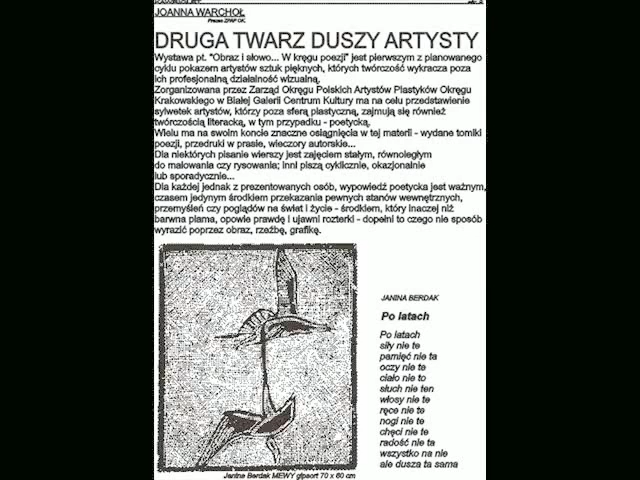 JOANNA WARCHOŁ
Prezes ZPAP OK.
DRUGA TWARZ DUSZY ARTYSTY
Wystawa pt. "Obraz i słowo... W kręgu poezji" jest pierwszym z planowanego
cyklu pokazem artystów sztuk pięknych, których twórczość wykracza poza
ich profesjonalną działalność wizualną.
Zorganizowana przez Zarząd Okręgu Polskich Artystów Plastyków Okręgu
Krakowskiego w Białej Galerii Centrum Kultury ma na celu przedstawienie
sylwetek artystów, którzy poza sferą plastyczną, zajmują się również
twórczością literacką, w tym przypadku - poetycką.
Wielu ma na swoim koncie znaczne osiągnięcia w tej materii - wydane tomiki
poezji, przedruki w prasie, wieczory autorskie...
Dla niektórych pisanie wierszy jest zajęciem stałym, równoległym
do malowania czy rysowania; inni piszą cyklicznie, okazjonalnie
lub sporadycznie...
Dla każdej jednak z prezentowanych osób, wypowiedź poetycka jest ważnym,
czasem jedynym środkiem przekazania pewnych stanów wewnętrznych,
przemyśleń czy poglądów na świat i życie - środkiem, który inaczej niż
barwna plama, opowie prawdę i ujawni rozterki - dopełni to czego nie sposób
wyrazić poprzez obraz, rzeźbę, grafikę.
JANINA BERDAK
Po latach
Po latach
siły nie te
pamięć nie ta
oczy nie te
ciało nie to
słuch nie ten
włosy nie te
ręce nie te
nogi nie te
chęci nie te
radość nie ta
wszystko na nie
ale dusza ta sama
Janina Berdak MEWY gipsort 70 x 60 cm